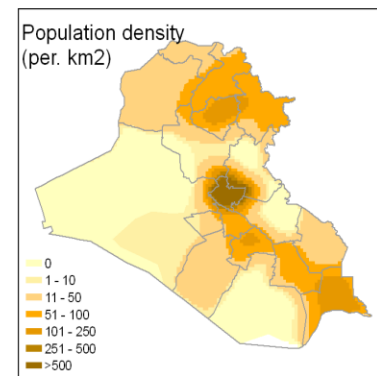 Population density
(per. km2)
0
1 - 10
11 - 50
51 - 100
101 - 250
251 - 500
>500